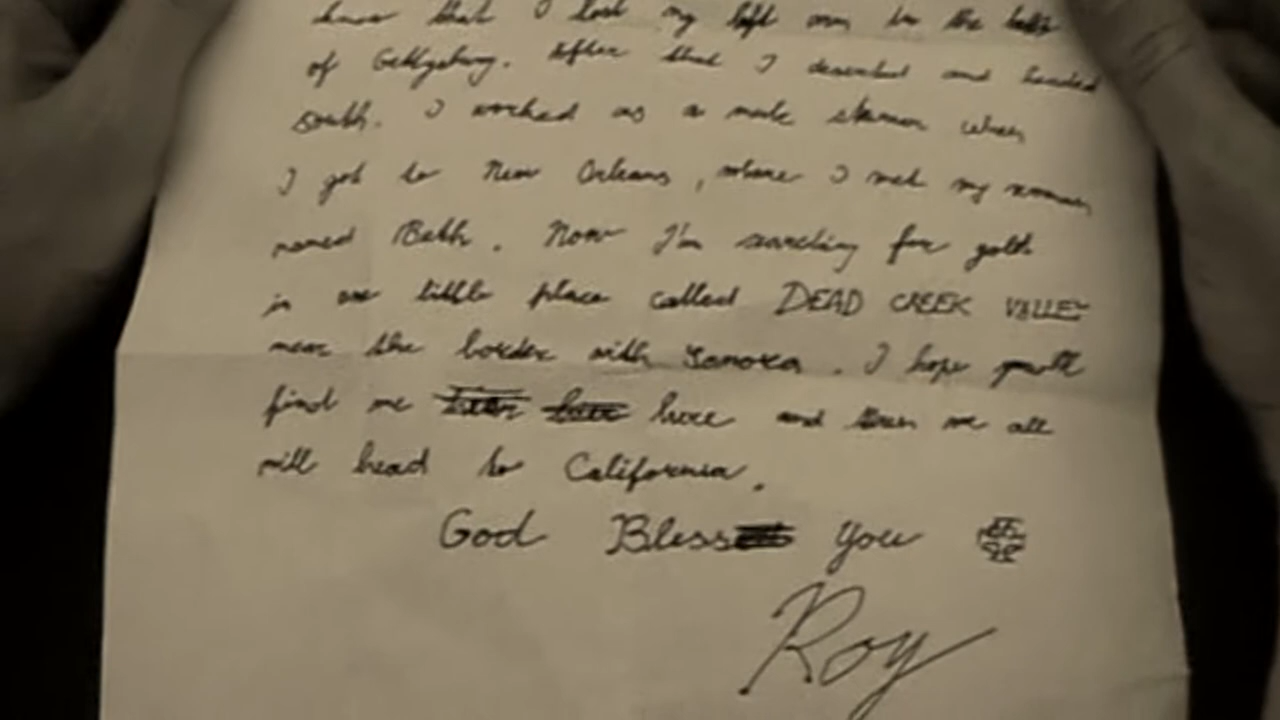 know that I lost my left arm in the battle
of Gettysburg. After that I deserted and headed
south. I worked as a mule skinner when
I got to New Orleans, where I met my woman
named Beth. Now I'm searching for gold
in one little place called DEAD CREEK VALLEY
near the border with Sonora. I hope you'll
find me here and then we all
will head to California.
God Bless You
Roy